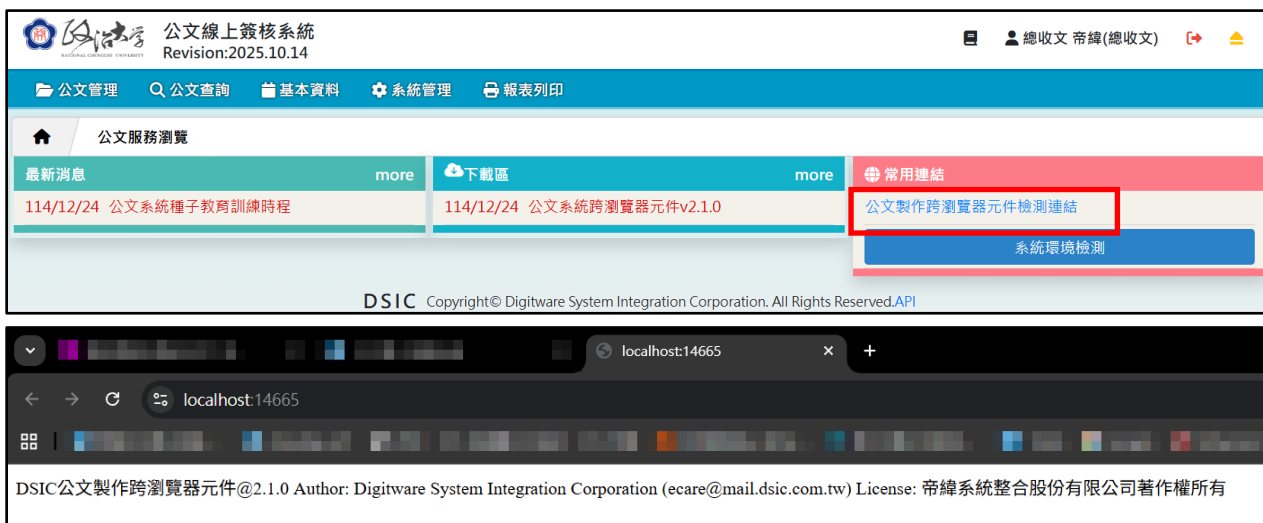 政治大學
NATIONAL CHENGCHI UNIVERSITY
公文線上簽核系統
Revision:2025.10.14
總收文 帝緯(總收文)
公文管理 公文查詢 基本資料 系統管理 報表列印
公文服務瀏覽
最新消息 more
114/12/24 公文系統種子教育訓練時程
下載區 more
114/12/24 公文系統跨瀏覽器元件v2.1.0
常用連結
公文製作跨瀏覽器元件檢測連結
系統環境檢測
DSIC Copyright© Digitware System Integration Corporation. All Rights Reserved.API
localhost:14665
localhost:14665
DSIC公文製作跨瀏覽器元件@2.1.0 Author: Digitware System Integration Corporation (ecare@mail.dsic.com.tw) License: 帝緯系統整合股份有限公司著作權所有